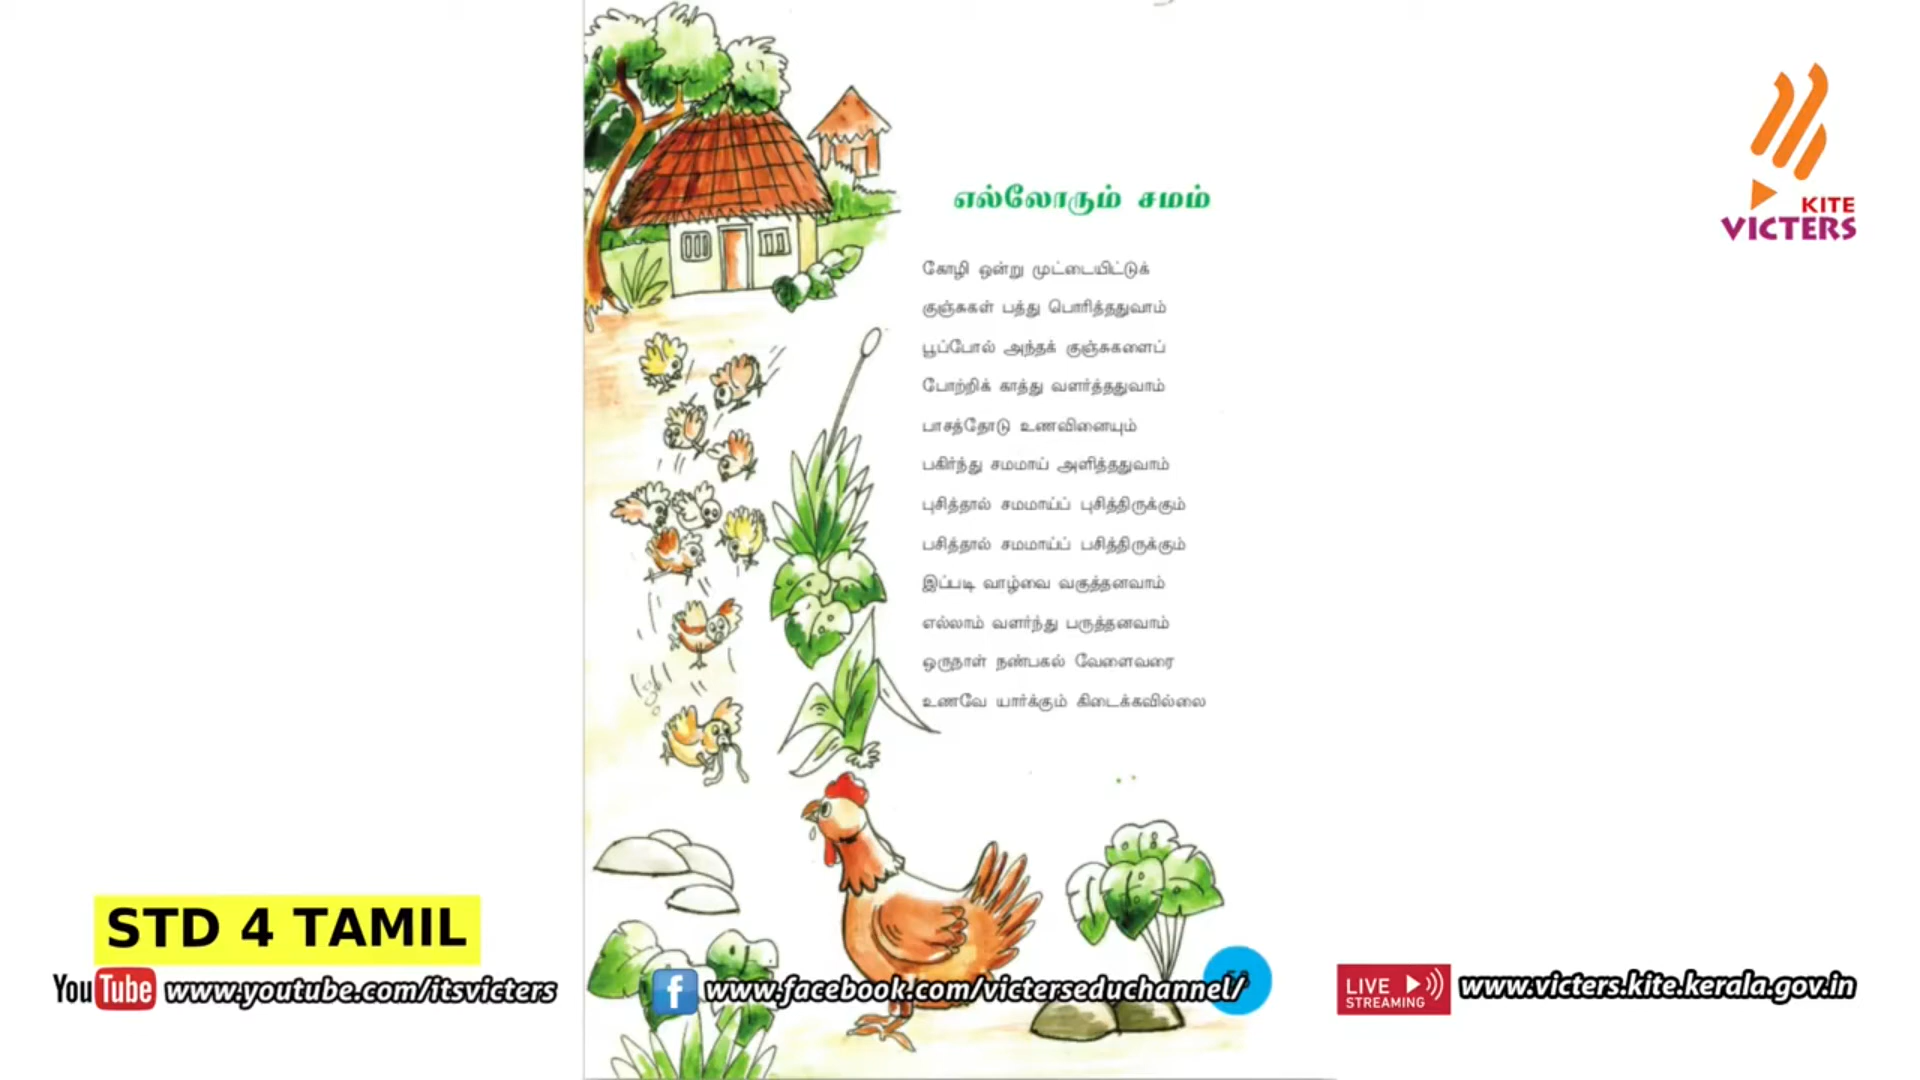 எல்லோரும் சமம்
கோழி ஒன்று முட்டையிட்டுக்
குஞ்சுகள் பத்து பொரித்ததுவாம்
பூப்போல் அந்தக் குஞ்சுகளைப்
போற்றிக் காத்து வளர்த்ததுவாம்
பாசத்தோடு உணவினையும்
பகிர்ந்து சமமாய் அளித்ததுவாம்
புசித்தால் சமமாய்ப் புசித்திருக்கும்
பசித்தால் சமமாய்ப் பசித்திருக்கும்
இப்படி வாழ்வை வகுத்தனவாம்
எல்லாம் வளர்ந்து பருத்தனவாம்
ஒருநாள் நண்பகல் வேளைவரை
உணவே யார்க்கும் கிடைக்கவில்லை
KITE
VICTERS
STD 4 TAMIL
YouTube www.youtube.com/itsvicters
f www.facebook.com/victerseduchannel/
LIVE STREAMING www.victers.kite.kerala.gov.in